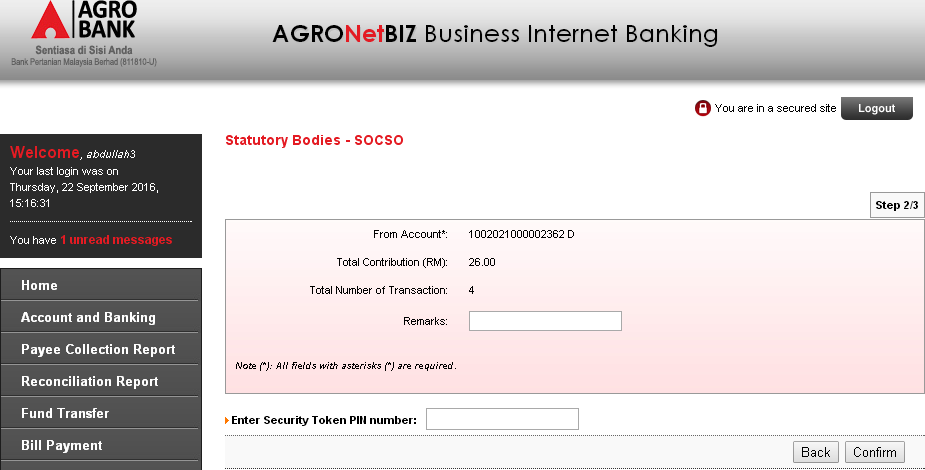 AGRO
BANK
Sentiasa di Sisi Anda
Bank Pertanian Malaysia Berhad (811810-U)
AGRONetBIZ Business Internet Banking
You are in a secured site
Logout
Welcome, abdullah3
Your last login was on
Thursday, 22 September 2016,
15:16:31
You have 1 unread messages
Home
Account and Banking
Payee Collection Report
Reconciliation Report
Fund Transfer
Bill Payment
Statutory Bodies - SOCSO
Step 2/3
From Account*: 1002021000002362 D
Total Contribution (RM): 26.00
Total Number of Transaction: 4
Remarks:
Note (*): All fields with asterisks (*) are required.
Enter Security Token PIN number:
Back Confirm